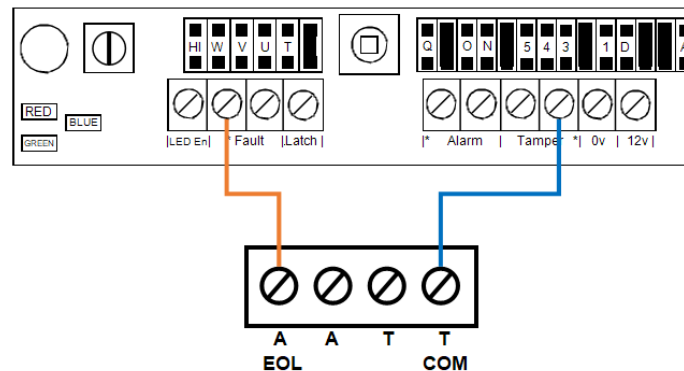 HI W V U T
Q O N 5 4 3 1 D A
RED
BLUE
GREEN
|LED En| * Fault |Latch |
|* Alarm | Tamper *| 0v | 12v |
A A T T
EOL COM